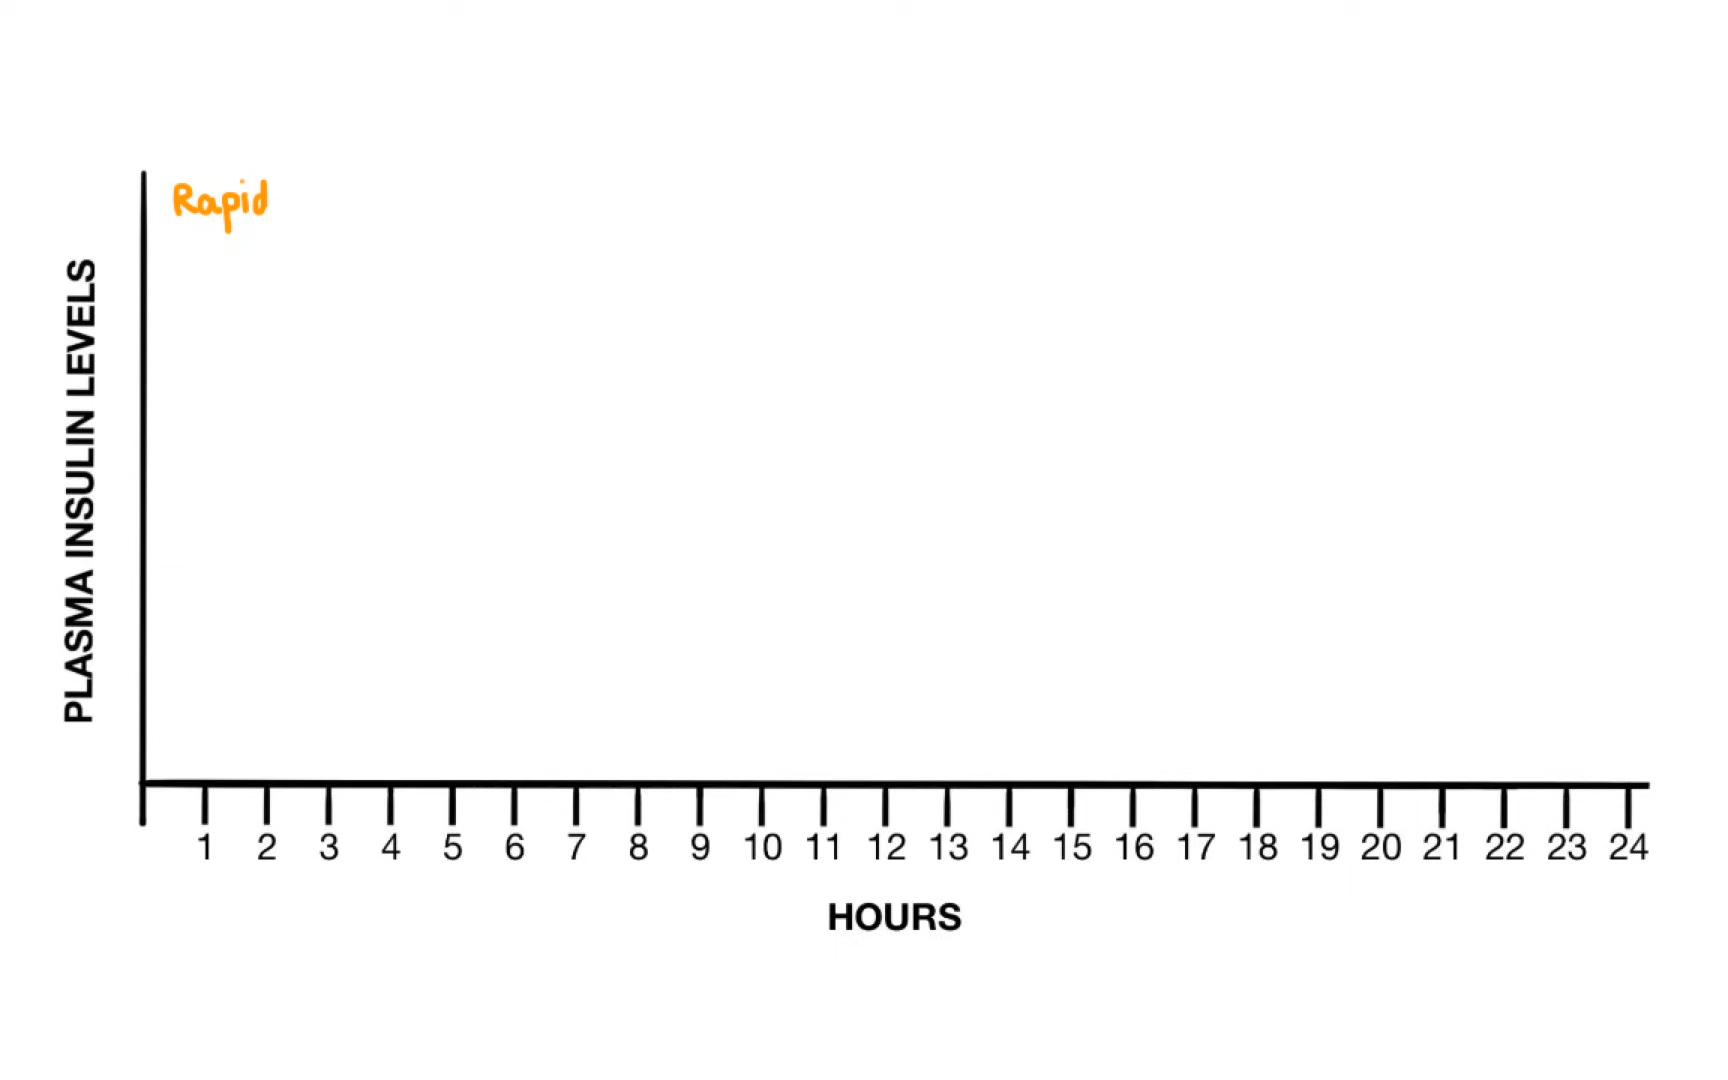 Rapid
PLASMA INSULIN LEVELS
1 2 3 4 5 6 7 8 9 10 11 12 13 14 15 16 17 18 19 20 21 22 23 24
HOURS